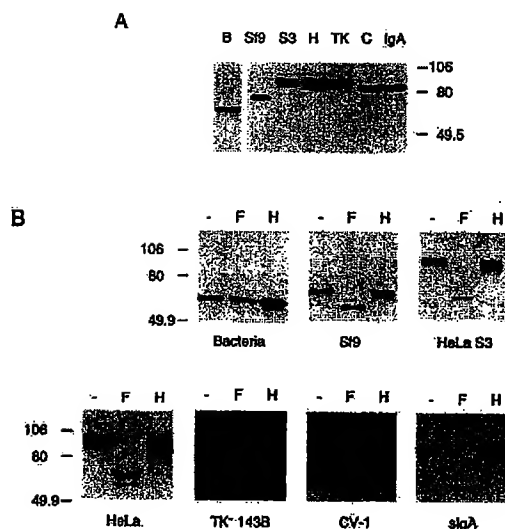 A
B Sf9 S3 H TK C IgA
106
80
49.5
B
- F H - F H - F H
106
80
49.9
Bacteria Sf9 HeLa S3
- F H F H F H F H
106
80
49.9
HeLa TK⁻ 143B CV-1 sIgA